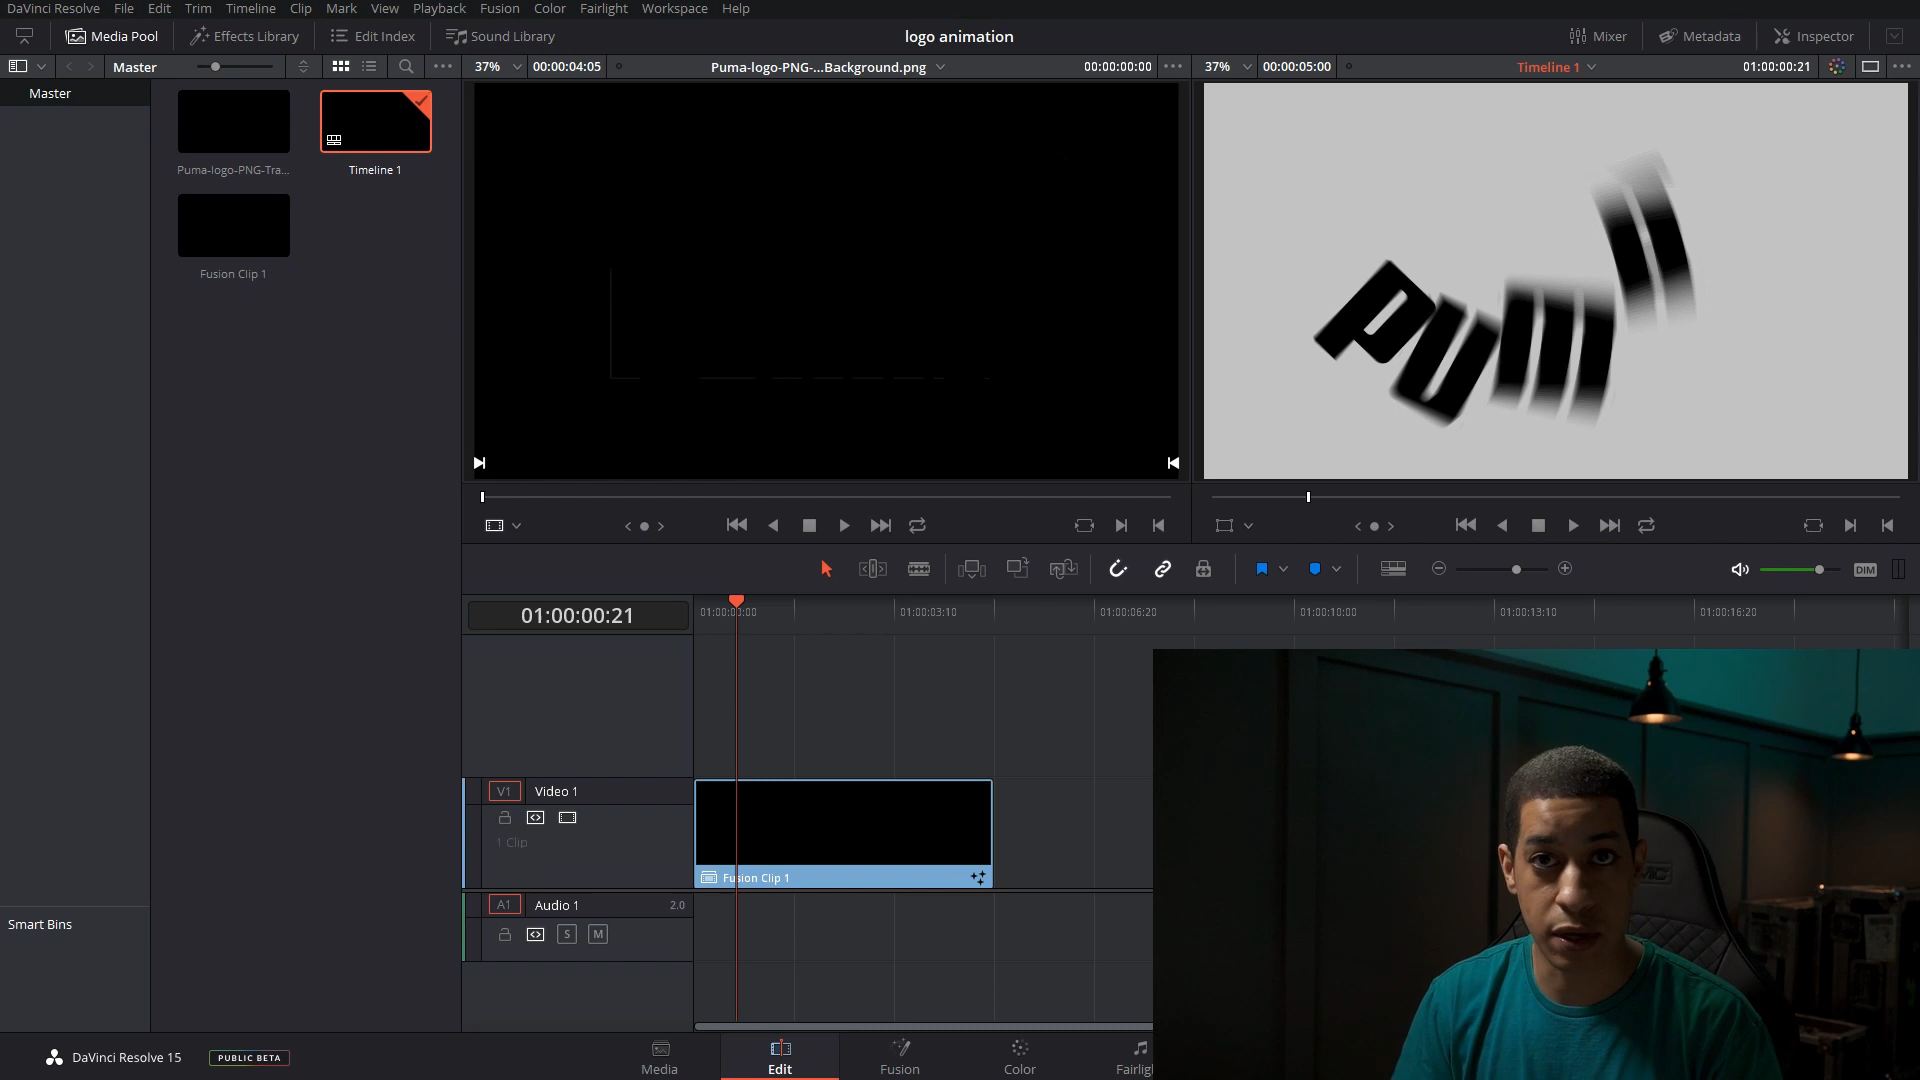 DaVinci Resolve File Edit Trim Timeline Clip Mark View Playback Fusion Color Fairlight Workspace Help
Media Pool Effects Library Edit Index Sound Library logo animation Mixer Metadata Inspector
Master 37% 00:00:04:05 Puma-logo-PNG-...Background.png 00:00:00:00 37% 00:00:05:00 Timeline 1 01:00:00:21
Master
Puma-logo-PNG-Tra... Timeline 1
Fusion Clip 1
puma
DIM
01:00:00:21 01:00:00:00 01:00:03:10 01:00:06:20 01:00:10:00 01:00:13:10 01:00:16:20
V1 Video 1
1 Clip
Fusion Clip 1
A1 Audio 1 2.0
S M
Smart Bins
DaVinci Resolve 15 PUBLIC BETA
Media Edit Fusion Color Fairlig